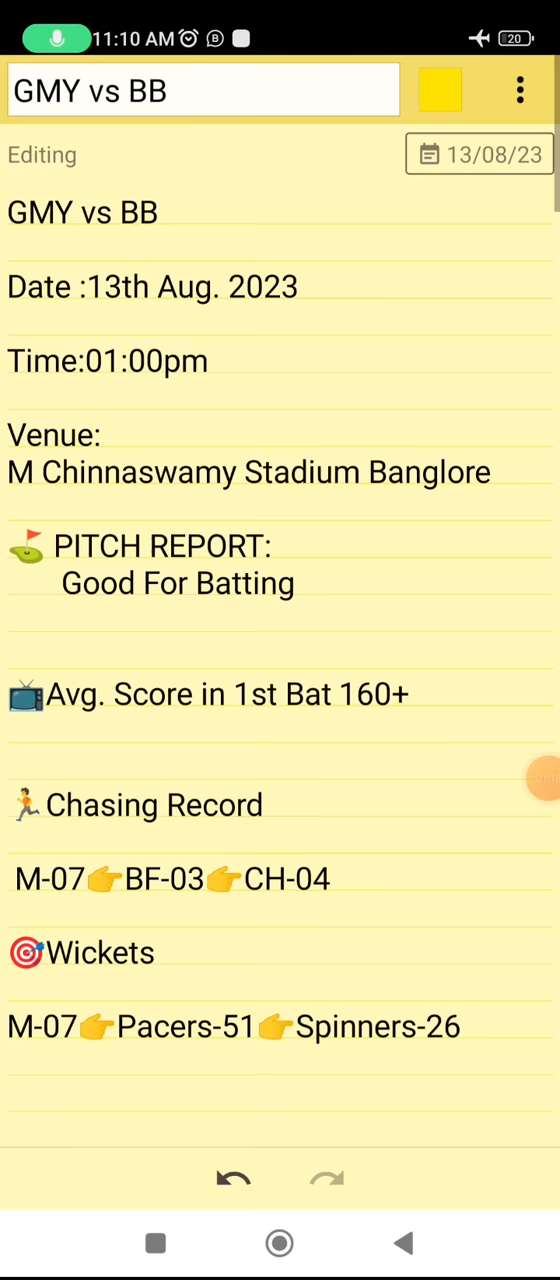 11:10 AM
20
GMY vs BB
Editing
13/08/23
GMY vs BB
Date :13th Aug. 2023
Time:01:00pm
Venue:
M Chinnaswamy Stadium Banglore
⛳ PITCH REPORT:
Good For Batting
📺Avg. Score in 1st Bat 160+
🏃Chasing Record
M-07👉BF-03👉CH-04
🎯Wickets
M-07👉Pacers-51👉Spinners-26